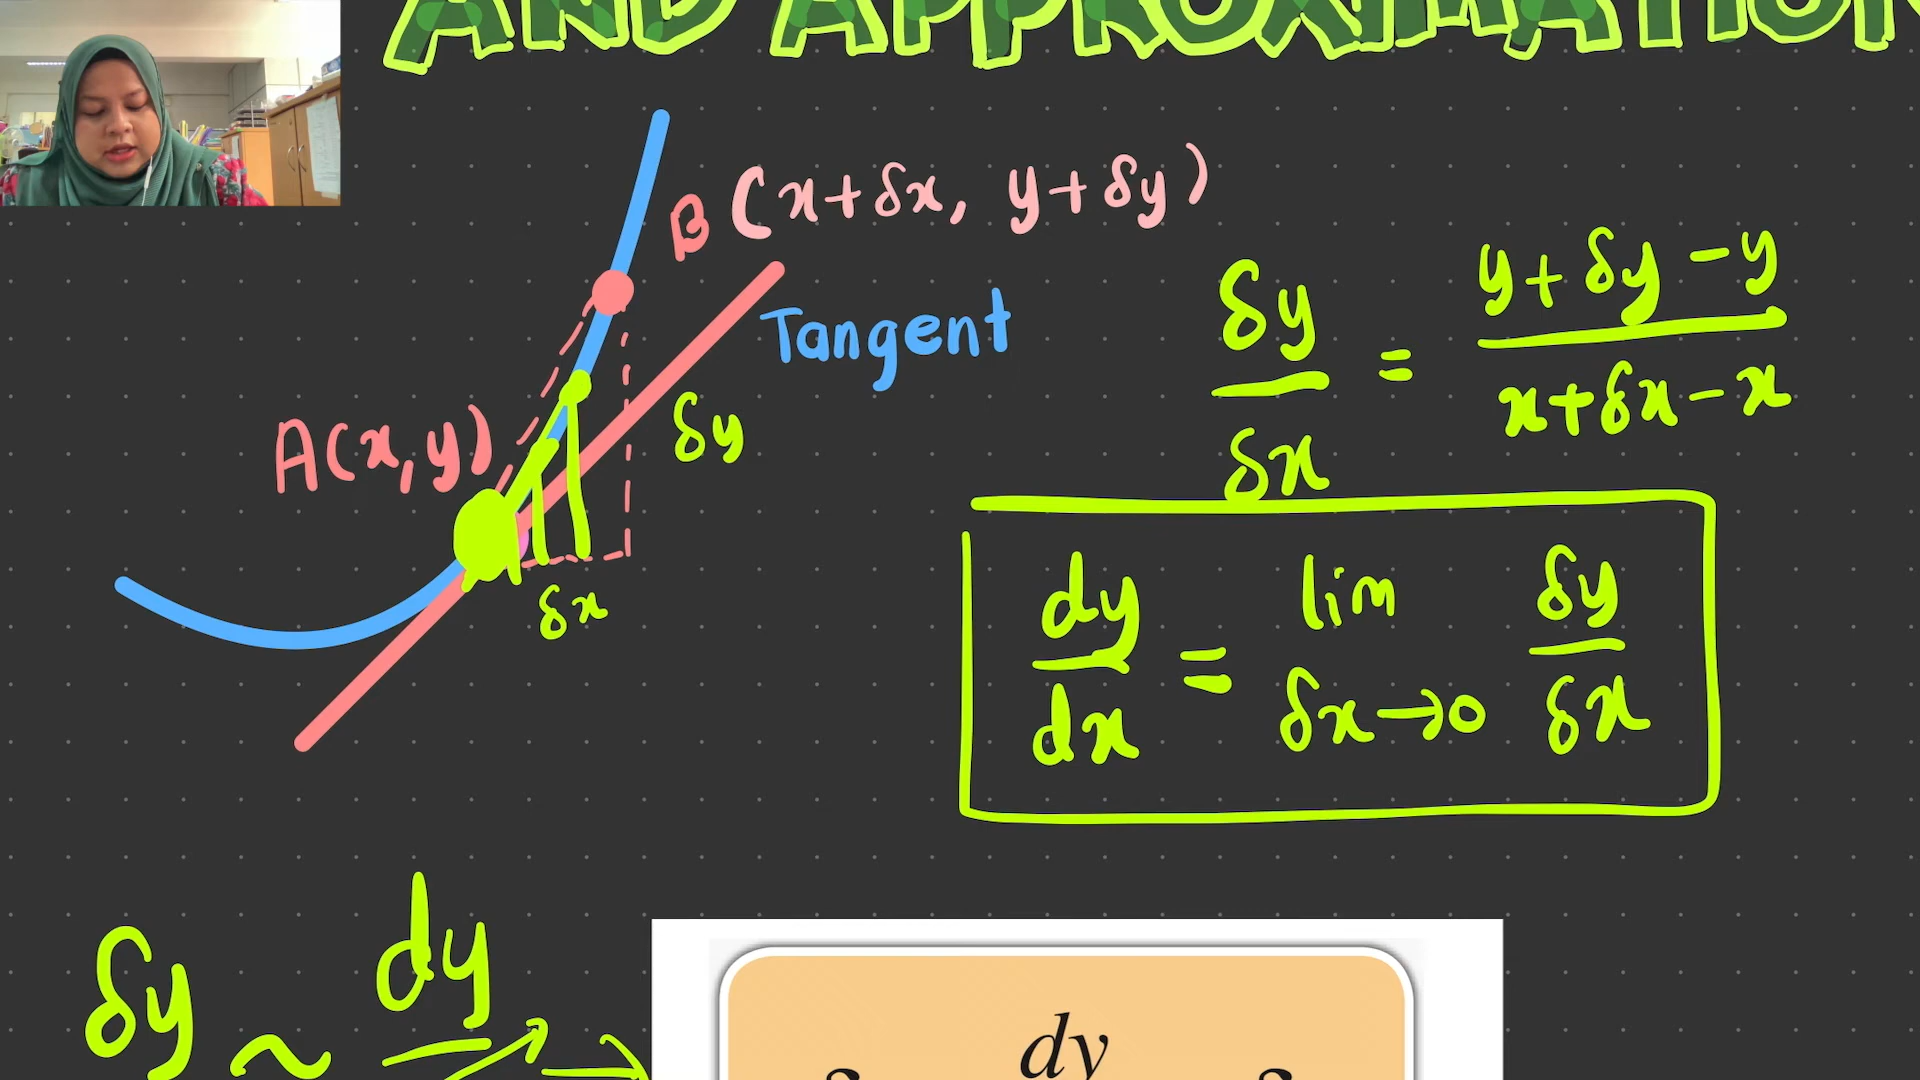 AND APPROXIMATION
B (x+δx, y+δy)
Tangent
A(x,y)
δy
δx
δy/δx = (y+δy-y)/(x+δx-x)
dy/dx = lim δx→0 δy/δx
δy ~ dy
dy